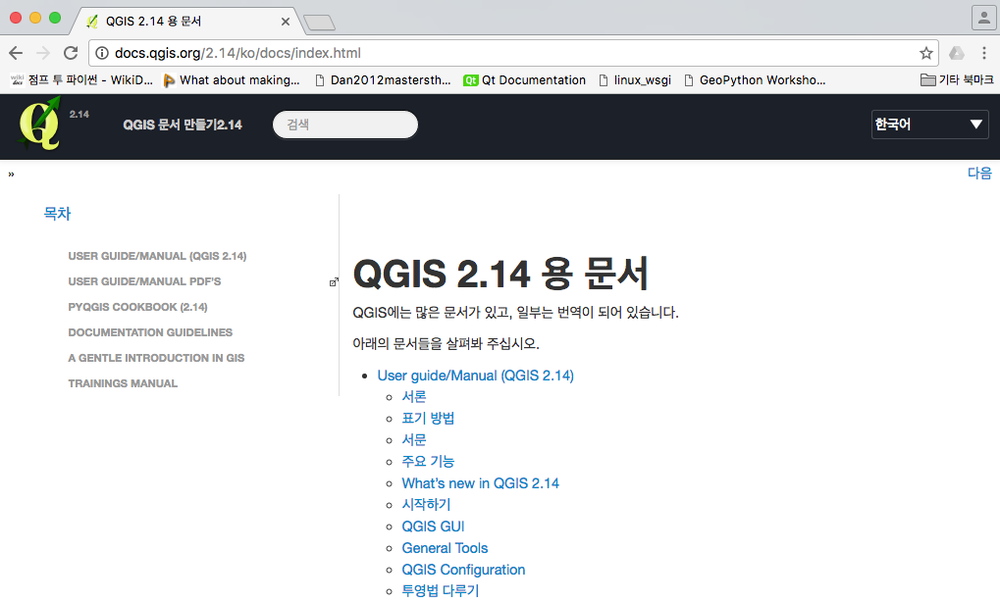 QGIS 2.14 용 문서
docs.qgis.org/2.14/ko/docs/index.html
wiki docs 점프 투 파이썬 - WikiD... What about making... Dan2012mastersth... Qt Qt Documentation linux_wsgi GeoPython Worksho... 기타 북마크
2.14 QGIS 문서 만들기2.14 검색 한국어
» 다음
목차
USER GUIDE/MANUAL (QGIS 2.14)
USER GUIDE/MANUAL PDF'S
PYQGIS COOKBOOK (2.14)
DOCUMENTATION GUIDELINES
A GENTLE INTRODUCTION IN GIS
TRAININGS MANUAL
QGIS 2.14 용 문서
QGIS에는 많은 문서가 있고, 일부는 번역이 되어 있습니다.
아래의 문서들을 살펴봐 주십시오.
User guide/Manual (QGIS 2.14)
서론
표기 방법
서문
주요 기능
What's new in QGIS 2.14
시작하기
QGIS GUI
General Tools
QGIS Configuration
투영법 다루기